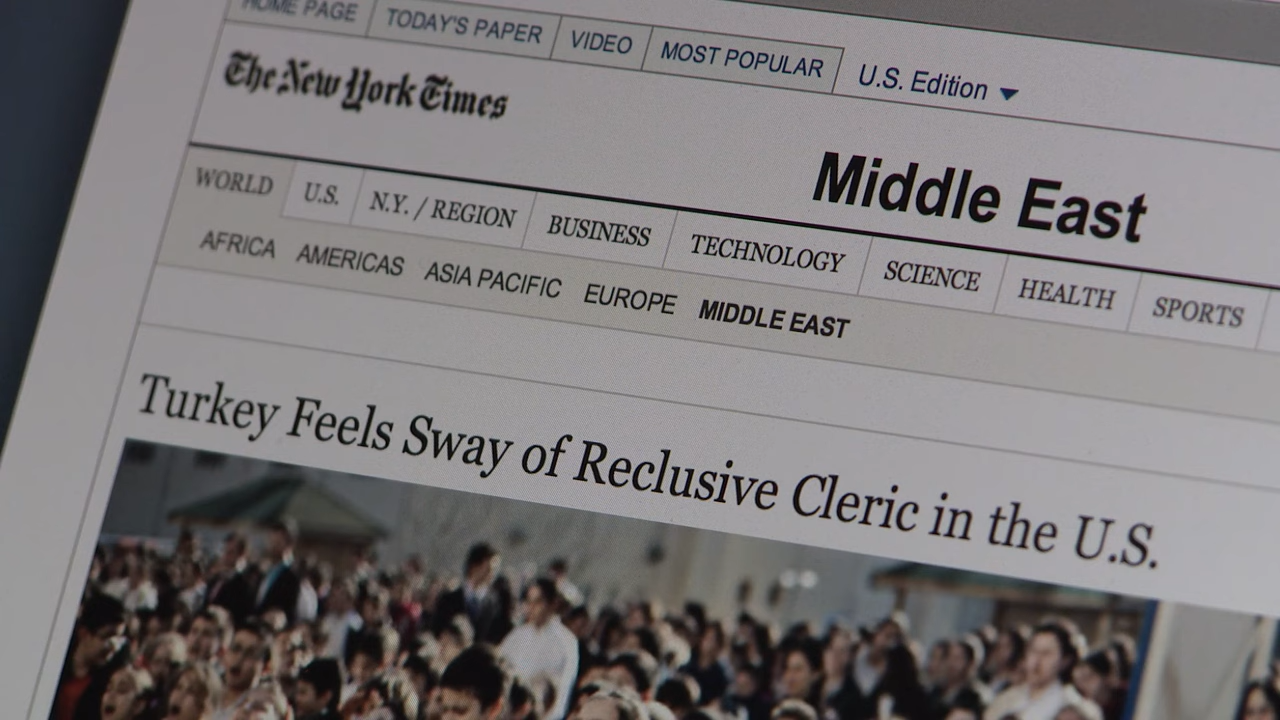 HOME PAGE TODAY'S PAPER VIDEO MOST POPULAR U.S. Edition
The New York Times
Middle East
WORLD U.S. N.Y. / REGION BUSINESS TECHNOLOGY SCIENCE HEALTH SPORTS
AFRICA AMERICAS ASIA PACIFIC EUROPE MIDDLE EAST
Turkey Feels Sway of Reclusive Cleric in the U.S.